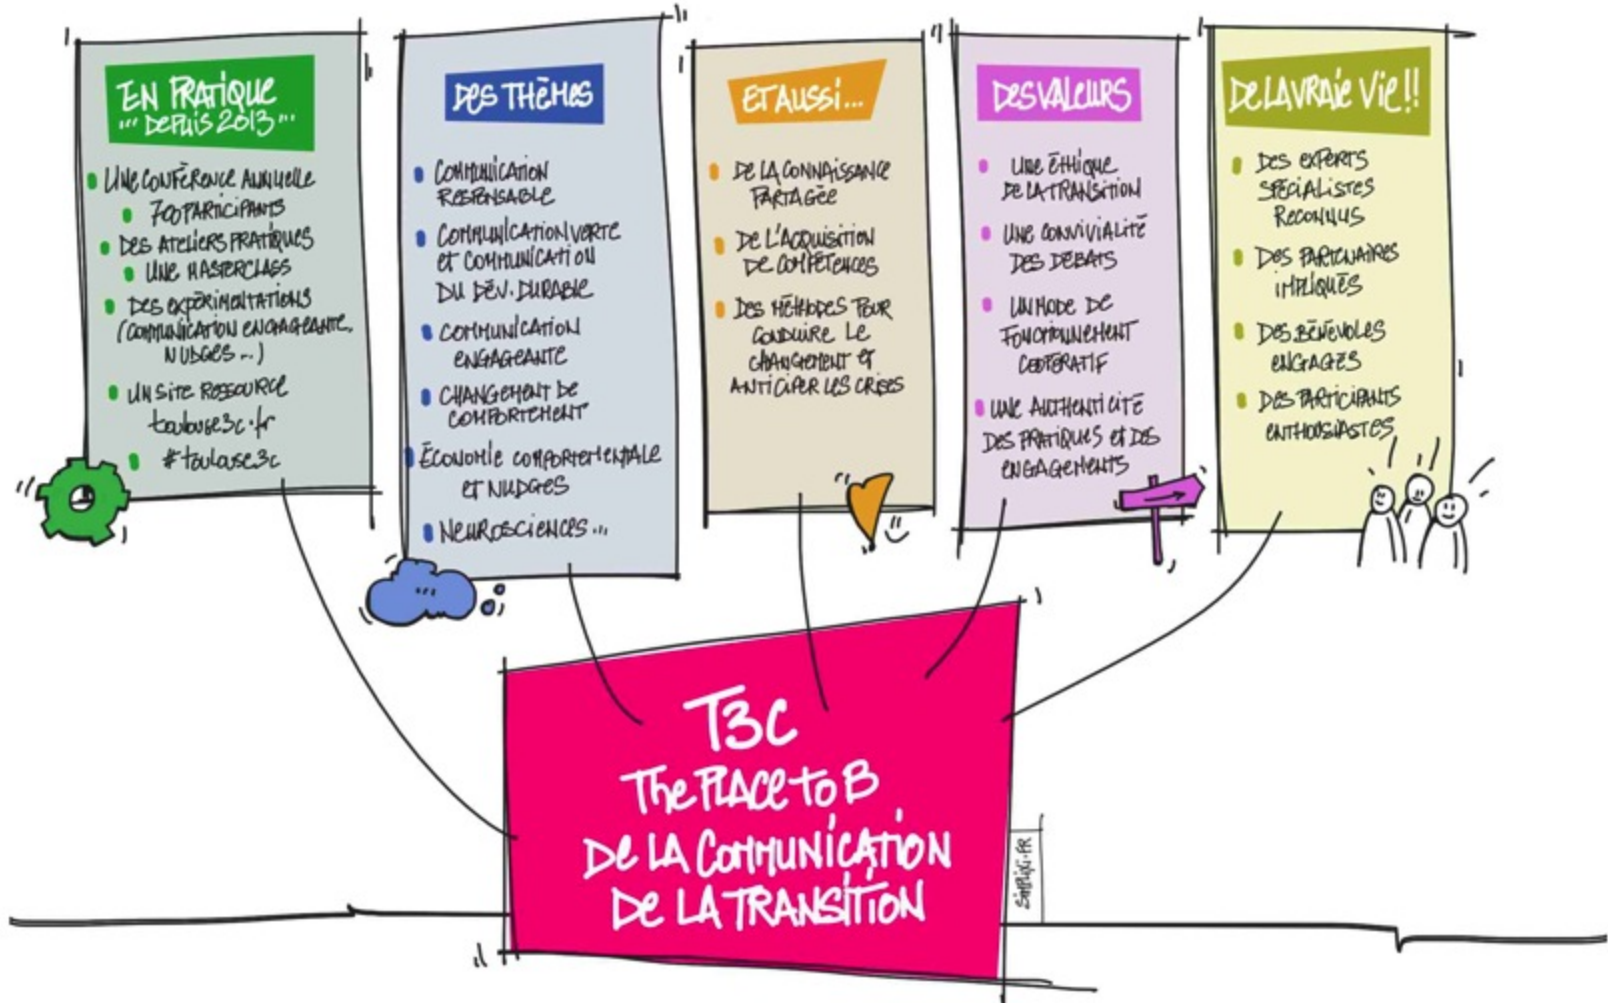 EN PRATIQUE
... DEPUIS 2013 ...
UNE CONFÉRENCE ANNUELLE
700 PARTICIPANTS
DES ATELIERS PRATIQUES
UNE MASTERCLASS
DES EXPÉRIMENTATIONS
(COMMUNICATION ENGAGEANTE,
NUDGES...)
UN SITE RESSOURCE
toulouse3c.fr
#toulouse3c
DES THÈMES
COMMUNICATION
RESPONSABLE
COMMUNICATION VERTE
ET COMMUNICATION
DU DÉV. DURABLE
COMMUNICATION
ENGAGEANTE
CHANGEMENT DE
COMPORTEMENT
ÉCONOMIE COMPORTEMENTALE
ET NUDGES
NEUROSCIENCES...
ET AUSSI...
DE LA CONNAISSANCE
PARTAGÉE
DE L'ACQUISITION
DE COMPÉTENCES
DES MÉTHODES POUR
CONDUIRE LE
CHANGEMENT ET
ANTICIPER LES CRISES
DES VALEURS
UNE ÉTHIQUE
DE LA TRANSITION
UNE CONVIVIALITÉ
DES DÉBATS
UN MODE DE
FONCTIONNEMENT
COOPÉRATIF
UNE AUTHENTICITÉ
DES PRATIQUES ET DES
ENGAGEMENTS
DE LA VRAIE VIE!!
DES EXPERTS
SPÉCIALISTES
RECONNUS
DES PARTENAIRES
IMPLIQUÉS
DES BÉNÉVOLES
ENGAGÉS
DES PARTICIPANTS
ENTHOUSIASTES
T3C
The PLACE to B
DE LA COMMUNICATION
DE LA TRANSITION